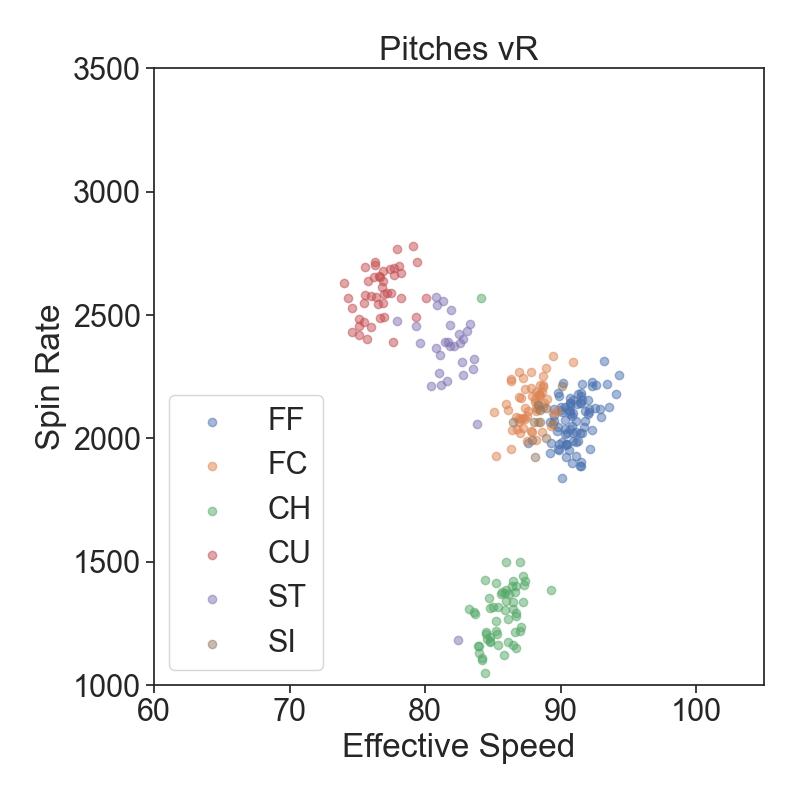 Pitches vR
3500
3000
2500
2000
1500
1000
Spin Rate
FF
FC
CH
CU
ST
SI
60 70 80 90 100
Effective Speed